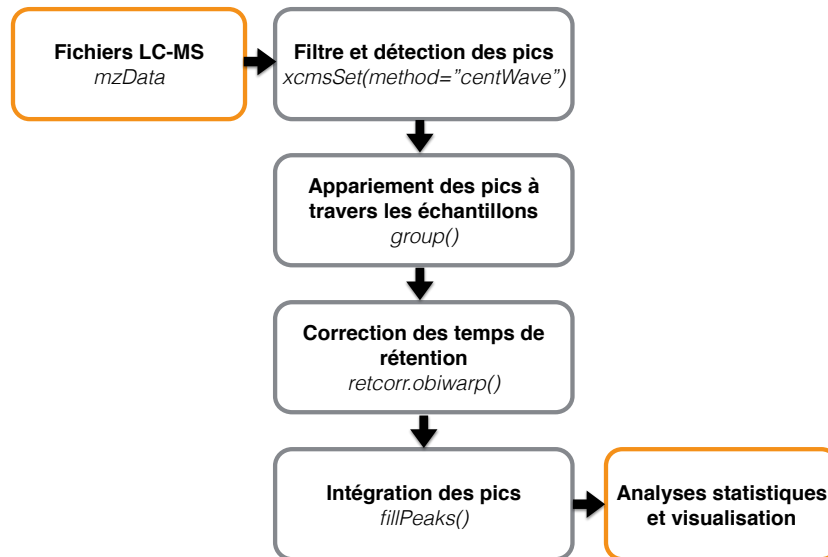 Fichiers LC-MS
mzData
Filtre et détection des pics
xcmsSet(method="centWave")
Appariement des pics à
travers les échantillons
group()
Correction des temps de
rétention
retcorr.obiwarp()
Intégration des pics
fillPeaks()
Analyses statistiques
et visualisation